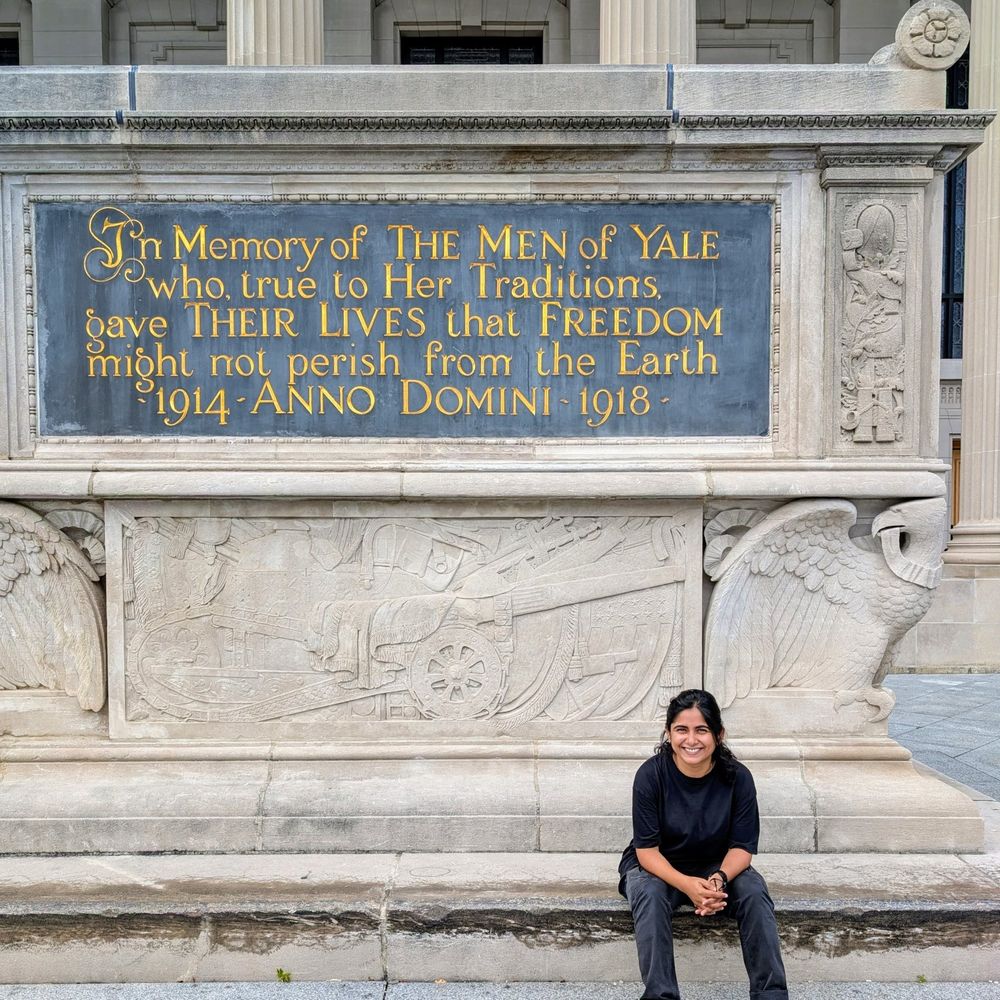 In Memory of THE MEN of YALE
who, true to Her Traditions,
gave THEIR LIVES that FREEDOM
might not perish from the Earth
- 1914 - ANNO DOMINI - 1918 -